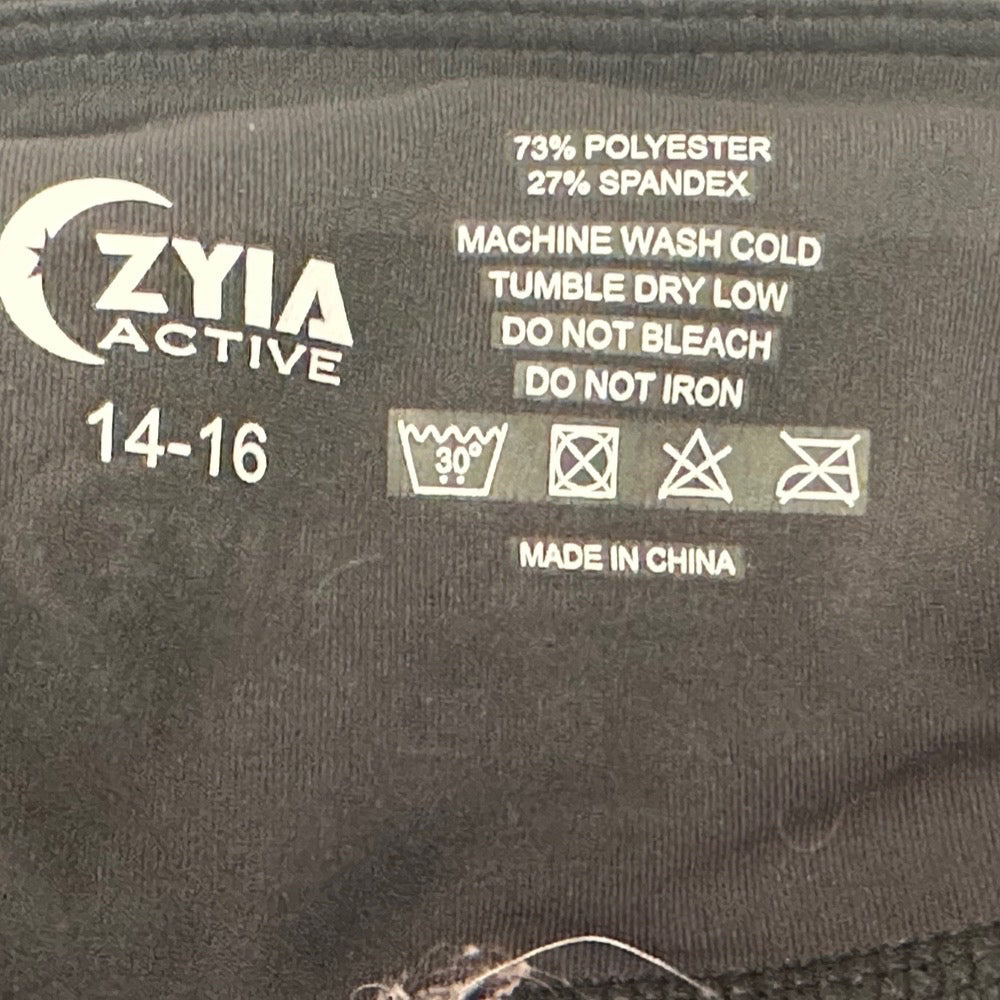 73% POLYESTER
27% SPANDEX
ZYIA
ACTIVE
14-16
MACHINE WASH COLD
TUMBLE DRY LOW
DO NOT BLEACH
DO NOT IRON
30°
MADE IN CHINA